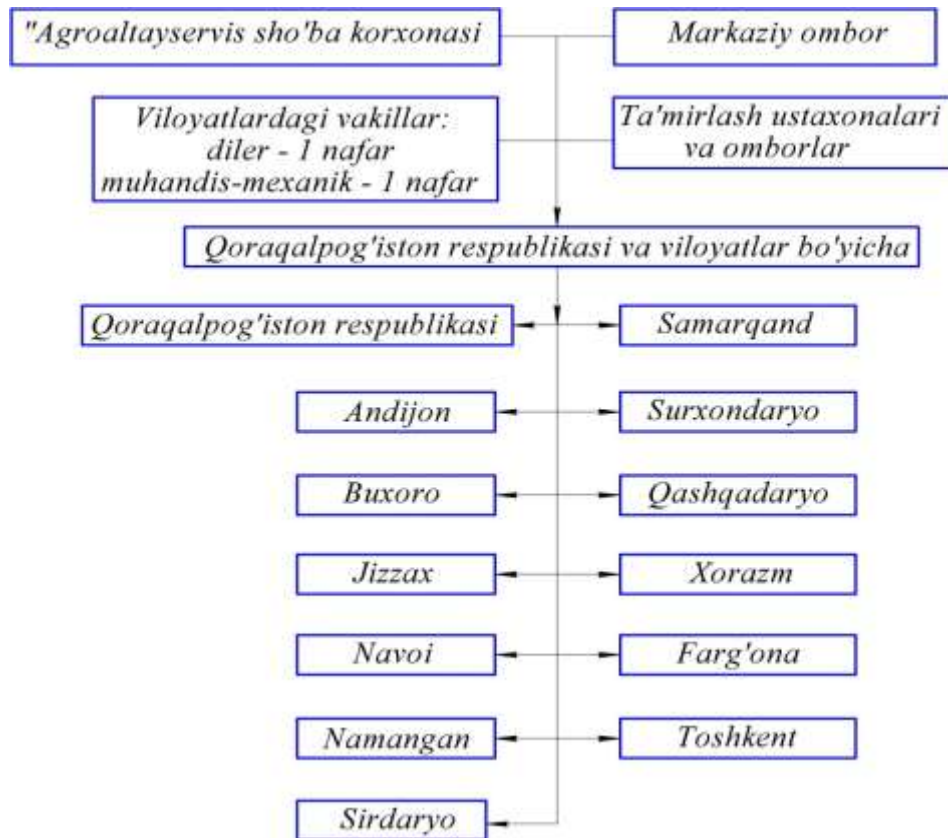 "Agroaltayservis sho'ba korxonasi
Markaziy ombor
Viloyatlardagi vakillar:
diler - 1 nafar
muhandis-mexanik - 1 nafar
Ta'mirlash ustaxonalari
va omborlar
Qoraqalpog'iston respublikasi va viloyatlar bo'yicha
Qoraqalpog'iston respublikasi
Samarqand
Andijon
Surxondaryo
Buxoro
Qashqadaryo
Jizzax
Xorazm
Navoi
Farg'ona
Namangan
Toshkent
Sirdaryo